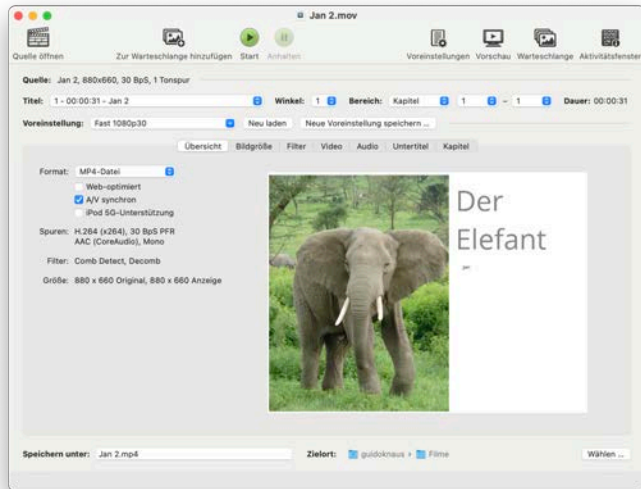 Jan 2.mov
Quelle öffnen Zur Warteschlange hinzufügen Start Anhalten Voreinstellungen Vorschau Warteschlange Aktivitätsfenster
Quelle: Jan 2, 880x660, 30 BpS, 1 Tonspur
Titel: 1 - 00:00:31 - Jan 2 Winkel: 1 Bereich: Kapitel 1 - 1 Dauer: 00:00:31
Voreinstellung: Fast 1080p30 Neu laden Neue Voreinstellung speichern ...
Übersicht Bildgröße Filter Video Audio Untertitel Kapitel
Format: MP4-Datei
Web-optimiert
A/V synchron
iPod 5G-Unterstützung
Spuren: H.264 (x264), 30 BpS PFR
AAC (CoreAudio), Mono
Filter: Comb Detect, Decomb
Größe: 880 x 660 Original, 880 x 660 Anzeige
Der
Elefant
Speichern unter: Jan 2.mp4 Zielort: guidoknaus Filme Wählen ...